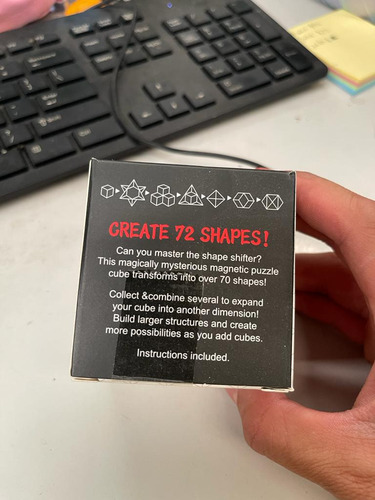 CREATE 72 SHAPES!
Can you master the shape shifter?
This magically mysterious magnetic puzzle
cube transforms into over 70 shapes!
Collect &combine several to expand
your cube into another dimension!
Build larger structures and create
more possibilities as you add cubes.
Instructions included.